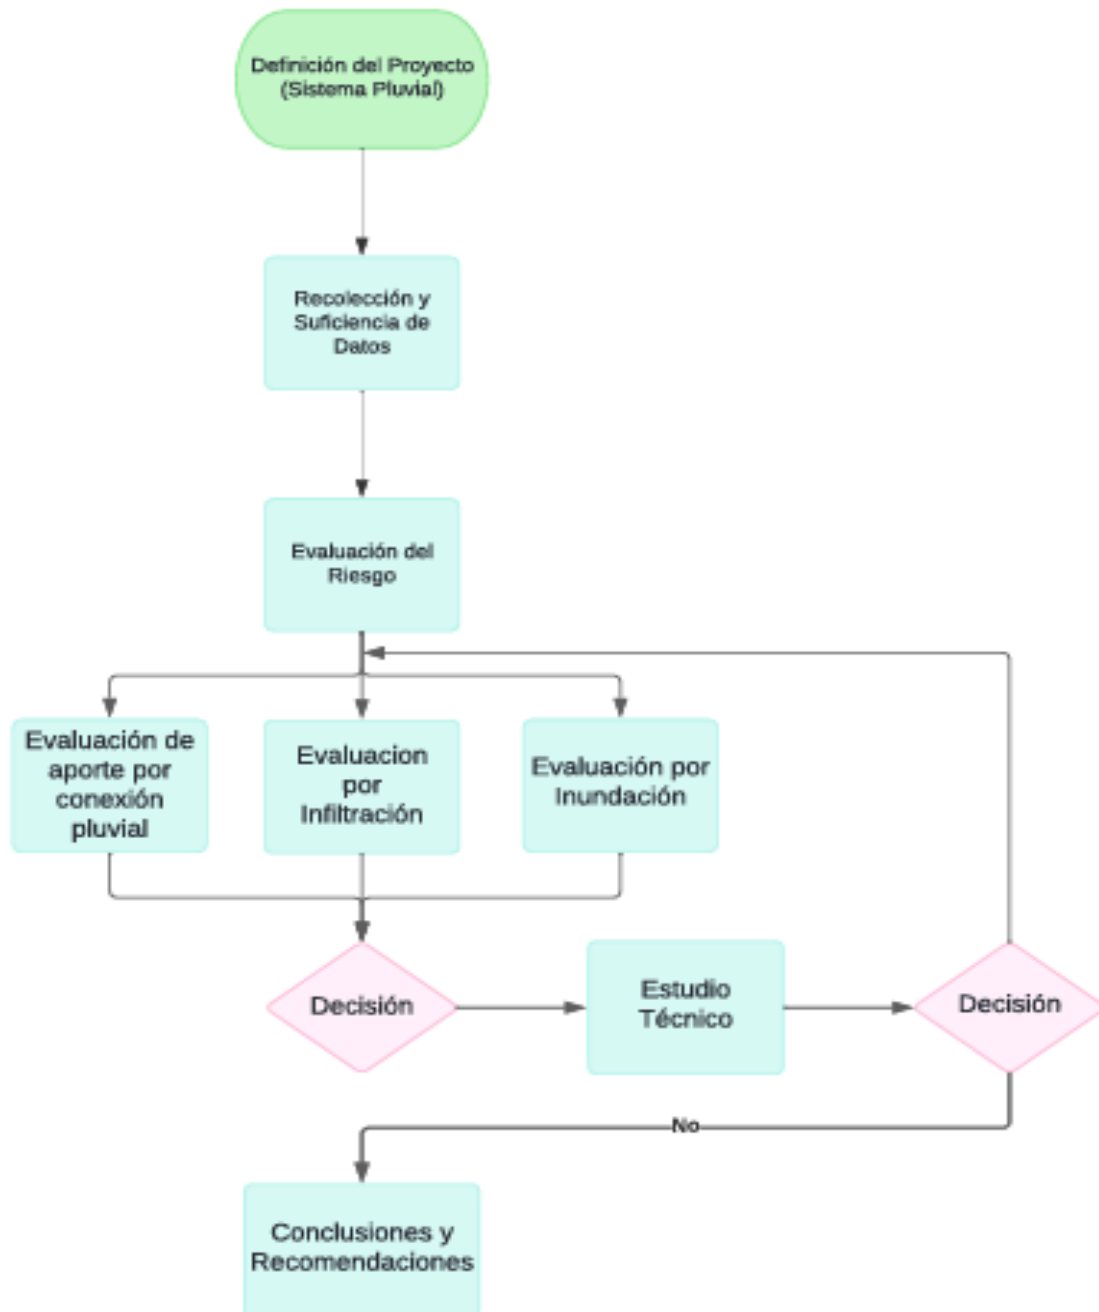 Definición del Proyecto
(Sistema Pluvial)
Recolección y
Suficiencia de
Datos
Evaluación del
Riesgo
Evaluación de
aporte por
conexión
pluvial
Evaluacion
por
Infiltración
Evaluación por
Inundación
Decisión
Estudio
Técnico
Decisión
No
Conclusiones y
Recomendaciones